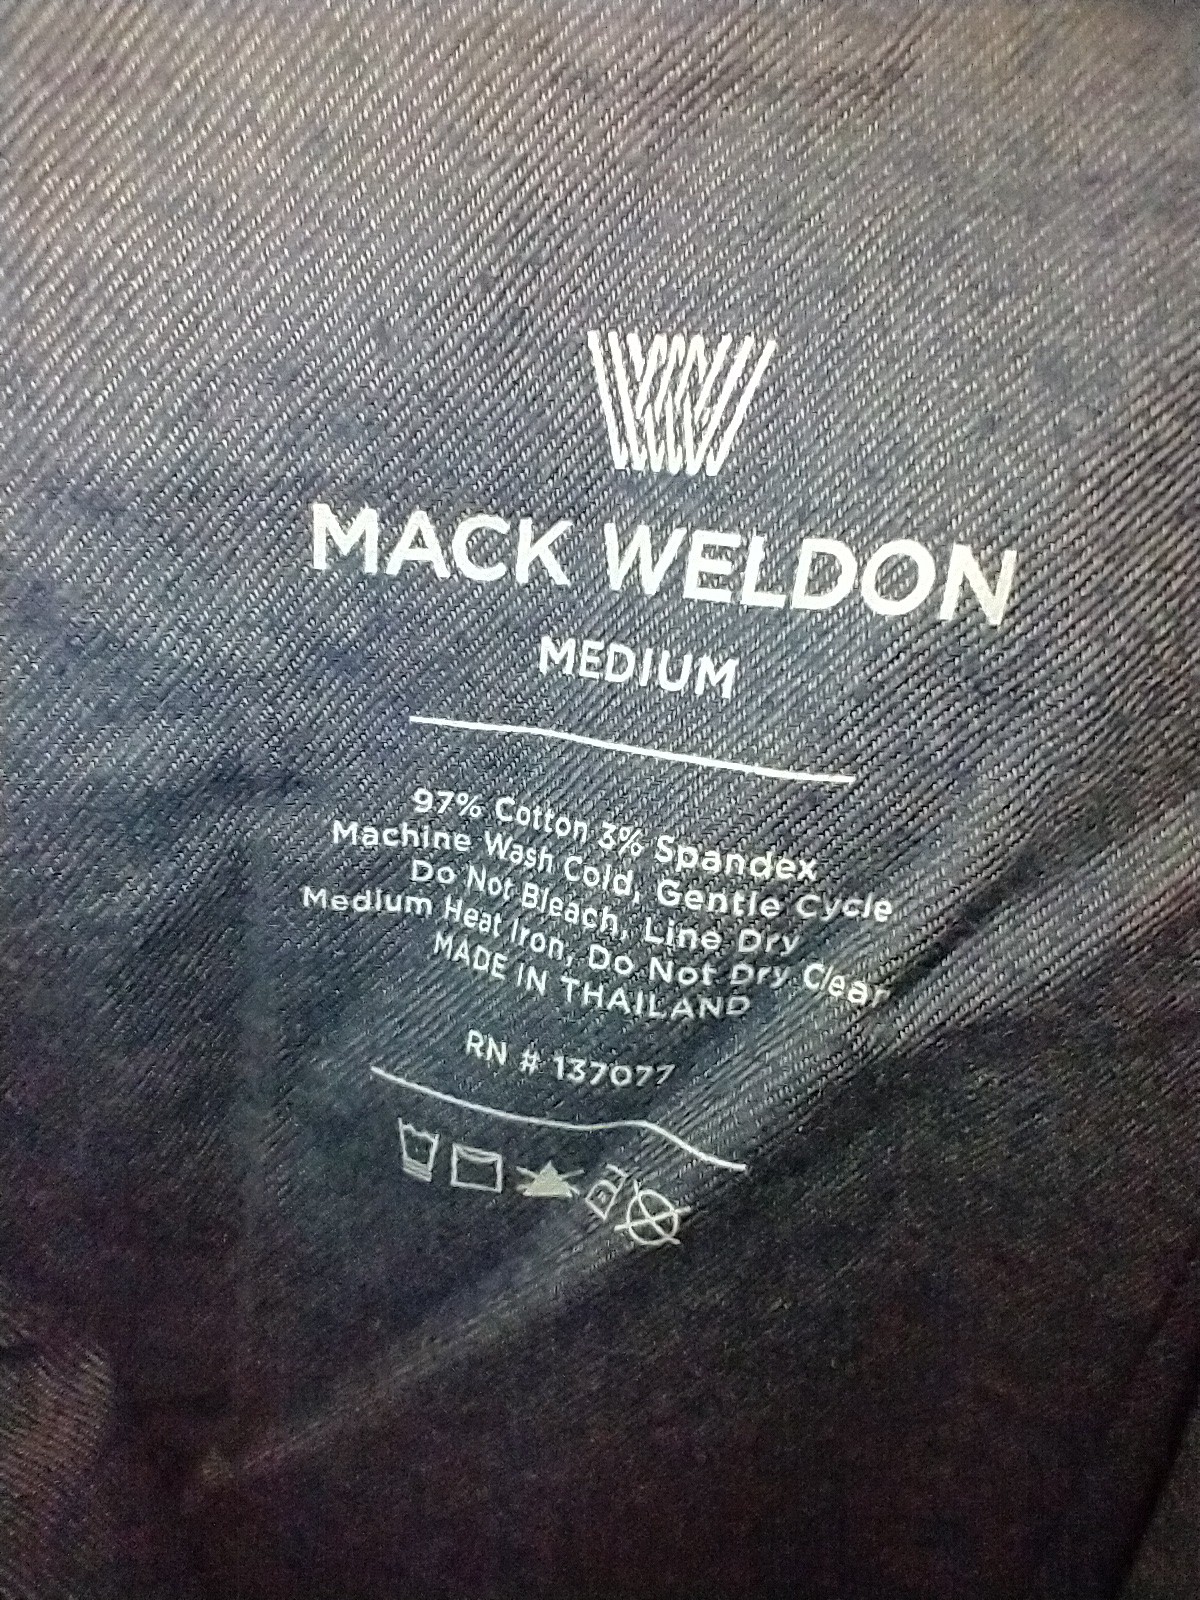 MACK WELDON
MEDIUM
97% Cotton 3% Spandex
Machine Wash Cold, Gentle Cycle
Do Not Bleach, Line Dry
Medium Heat Iron, Do Not Dry Clean
MADE IN THAILAND
RN # 137077